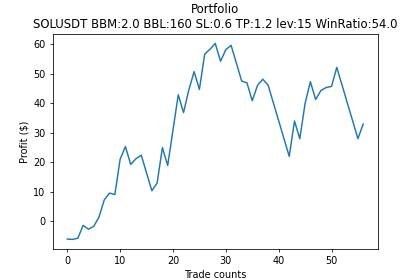 Portfolio
SOLUSDT BBM:2.0 BBL:160 SL:0.6 TP:1.2 lev:15 WinRatio:54.0
Profit ($)
60
50
40
30
20
10
0
0 10 20 30 40 50
Trade counts